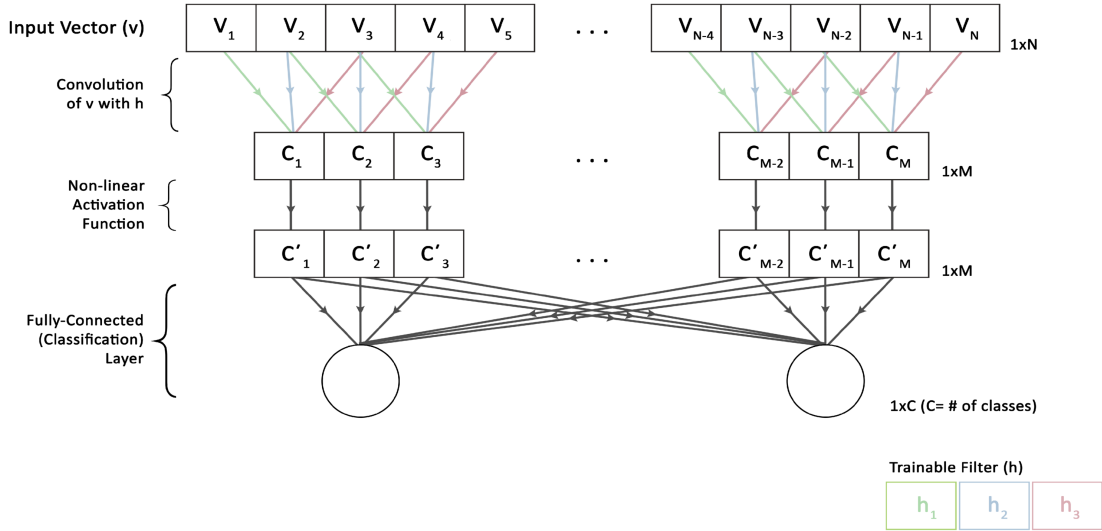 Input Vector (v) V1 V2 V3 V4 V5 ... VN-4 VN-3 VN-2 VN-1 VN 1xN
Convolution
of v with h
C1 C2 C3 ... CM-2 CM-1 CM 1xM
Non-linear
Activation
Function
C′1 C′2 C′3 ... C′M-2 C′M-1 C′M 1xM
Fully-Connected
(Classification)
Layer
1xC (C= # of classes)
Trainable Filter (h)
h1 h2 h3